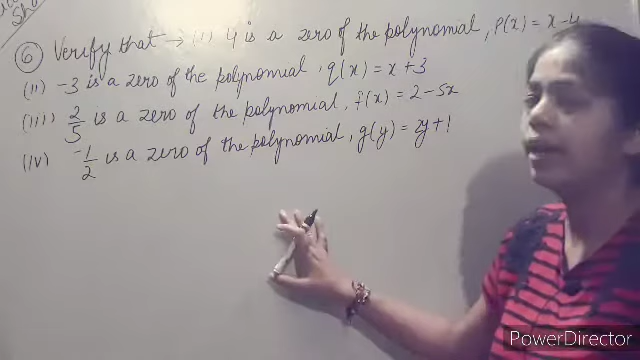 Sho
⑥ Verify that → (i) 4 is a zero of the polynomial, P(x) = x-4
(ii) -3 is a zero of the polynomial, q(x) = x + 3
(iii) 2/5 is a zero of the polynomial, f(x) = 2 - 5x
(iv) -1/2 is a zero of the polynomial, g(y) = 2y + 1
PowerDirector